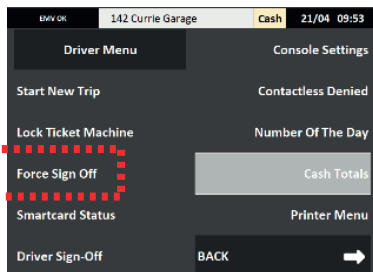 EMV OK 142 Currie Garage Cash 21/04 09:53
Driver Menu Console Settings
Start New Trip Contactless Denied
Lock Ticket Machine Number Of The Day
Force Sign Off Cash Totals
Smartcard Status Printer Menu
Driver Sign-Off BACK